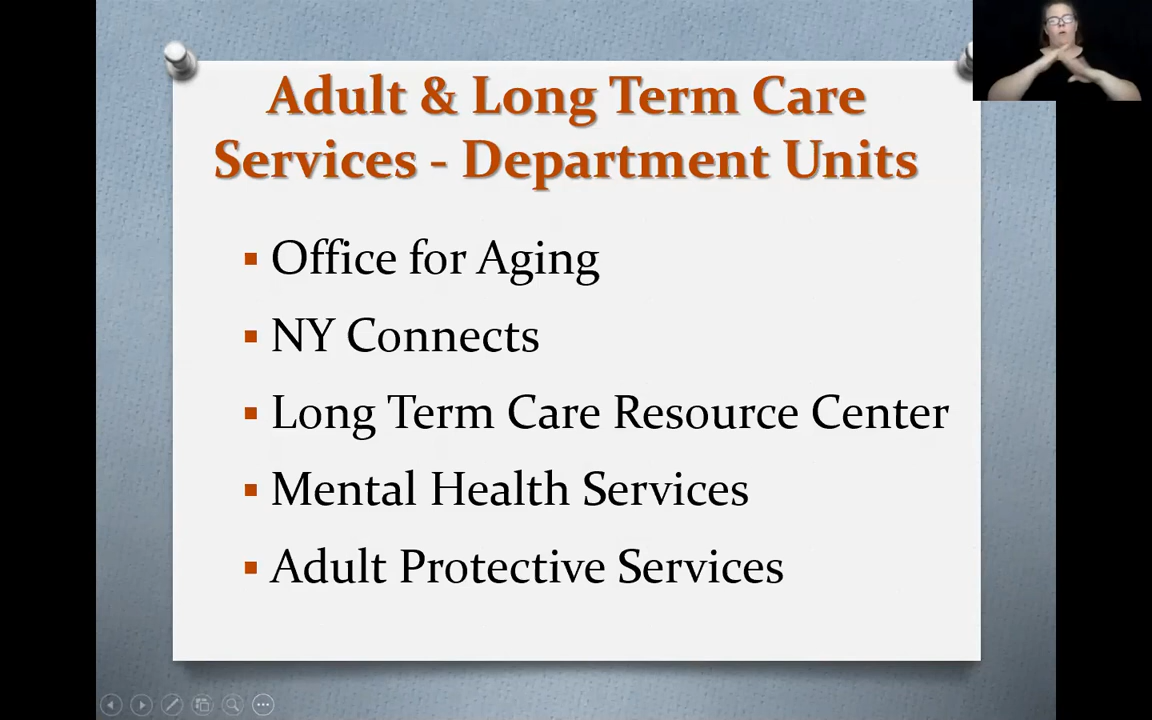 Adult & Long Term Care
Services - Department Units
▪ Office for Aging
▪ NY Connects
▪ Long Term Care Resource Center
▪ Mental Health Services
▪ Adult Protective Services